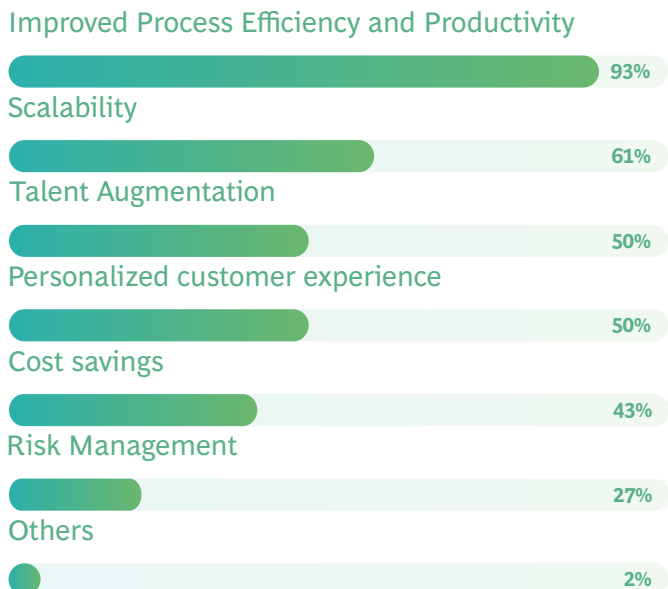 Improved Process Efficiency and Productivity
93%
Scalability
61%
Talent Augmentation
50%
Personalized customer experience
50%
Cost savings
43%
Risk Management
27%
Others
2%